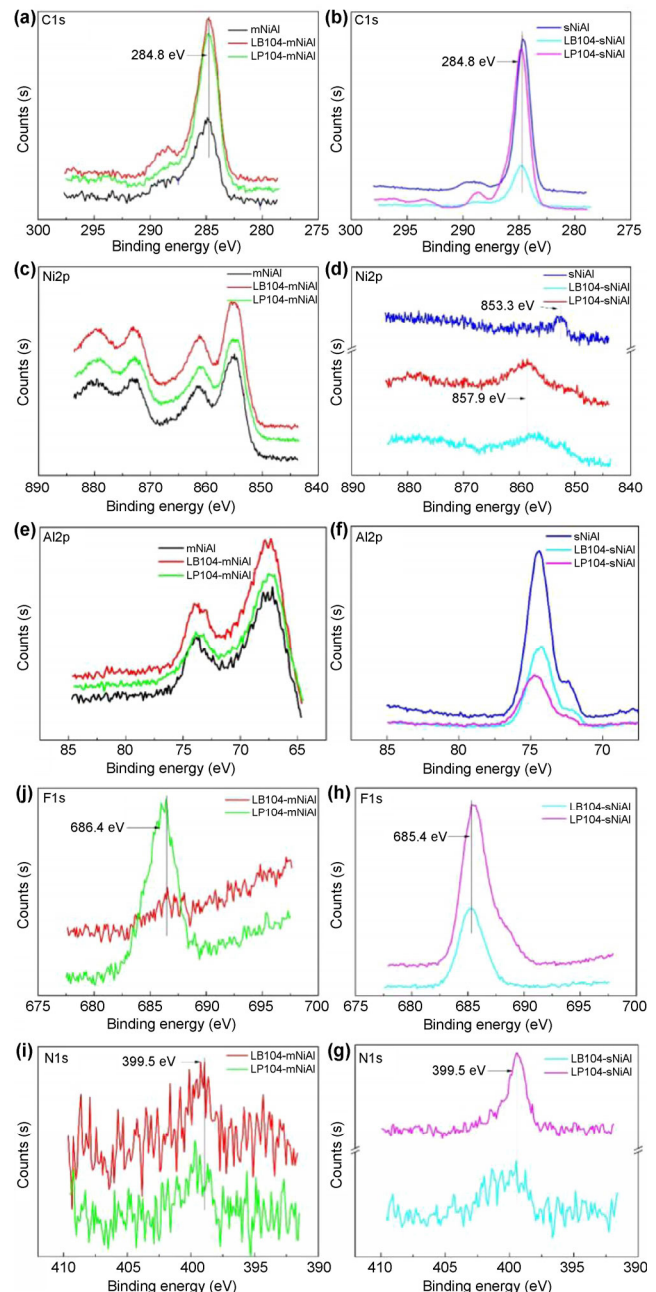 (a)
C1s
mNiAl
LB104-mNiAl
LP104-mNiAl
284.8 eV
Counts (s)
300 295 290 285 280 275
Binding energy (eV)
(b)
C1s
sNiAl
LB104-sNiAl
LP104-sNiAl
284.8 eV
Counts (s)
300 295 290 285 280 275
Binding energy (eV)
(c)
Ni2p
mNiAl
LB104-mNiAl
LP104-mNiAl
Counts (s)
890 880 870 860 850 840
Binding energy (eV)
(d)
Ni2p
sNiAl
LB104-sNiAl
LP104-sNiAl
853.3 eV
857.9 eV
Counts (s)
890 880 870 860 850 840
Binding energy (eV)
(e)
Al2p
mNiAl
LB104-mNiAl
LP104-mNiAl
Counts (s)
85 80 75 70 65
Binding energy (eV)
(f)
Al2p
sNiAl
LB104-sNiAl
LP104-sNiAl
Counts (s)
85 80 75 70
Binding energy (eV)
(j)
F1s
LB104-mNiAl
LP104-mNiAl
686.4 eV
Counts (s)
675 680 685 690 695 700
Binding energy (eV)
(h)
F1s
LB104-sNiAl
LP104-sNiAl
685.4 eV
Counts (s)
675 680 685 690 695 700
Binding energy (eV)
(i)
N1s
LB104-mNiAl
LP104-mNiAl
399.5 eV
Counts (s)
410 405 400 395 390
Binding energy (eV)
(g)
N1s
LB104-sNiAl
LP104-sNiAl
399.5 eV
Counts (s)
410 405 400 395 390
Binding energy (eV)